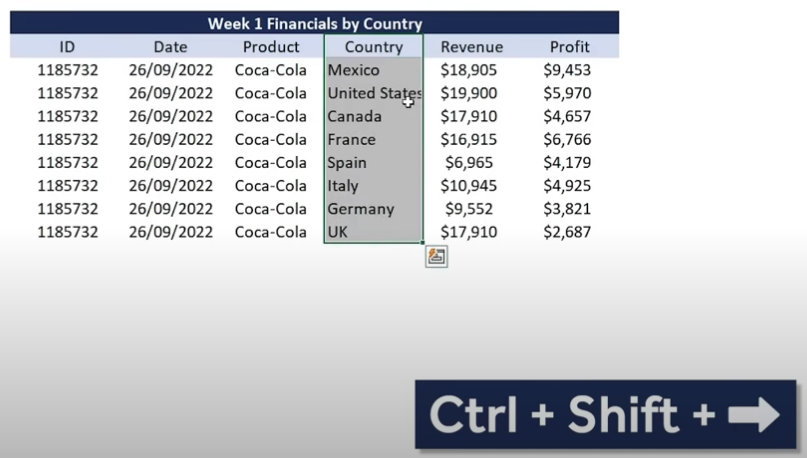 Week 1 Financials by Country
ID Date Product Country Revenue Profit
1185732 26/09/2022 Coca-Cola Mexico $18,905 $9,453
1185732 26/09/2022 Coca-Cola United States $19,900 $5,970
1185732 26/09/2022 Coca-Cola Canada $17,910 $4,657
1185732 26/09/2022 Coca-Cola France $16,915 $6,766
1185732 26/09/2022 Coca-Cola Spain $6,965 $4,179
1185732 26/09/2022 Coca-Cola Italy $10,945 $4,925
1185732 26/09/2022 Coca-Cola Germany $9,552 $3,821
1185732 26/09/2022 Coca-Cola UK $17,910 $2,687
Ctrl + Shift +